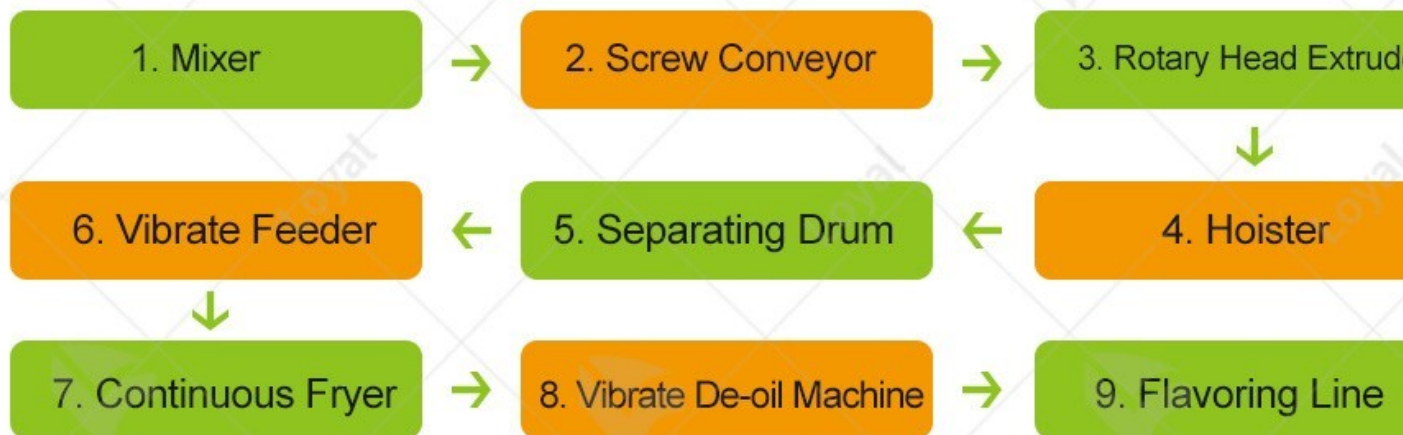 1. Mixer
2. Screw Conveyor
3. Rotary Head Extrude
4. Hoister
5. Separating Drum
6. Vibrate Feeder
7. Continuous Fryer
8. Vibrate De-oil Machine
9. Flavoring Line